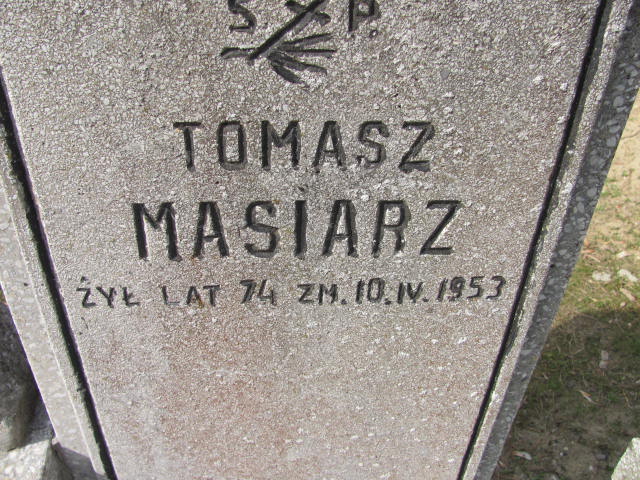 S. P.
TOMASZ
MASIARZ
ŻYŁ LAT 74 ZM. 10. IV. 1953